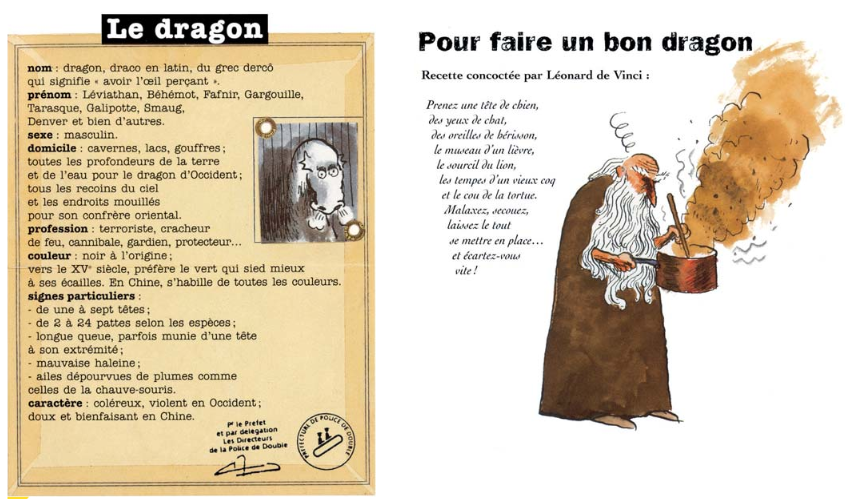 Le dragon
nom : dragon, draco en latin, du grec dercô
qui signifie « avoir l'œil perçant ».
prénom : Léviathan, Béhémot, Fafnir, Gargouille,
Tarasque, Galipotte, Smaug,
Denver et bien d'autres.
sexe : masculin.
domicile : cavernes, lacs, gouffres ;
toutes les profondeurs de la terre
et de l'eau pour le dragon d'Occident ;
tous les recoins du ciel
et les endroits mouillés
pour son confrère oriental.
profession : terroriste, cracheur
de feu, cannibale, gardien, protecteur...
couleur : noir à l'origine ;
vers le XVe siècle, préfère le vert qui sied mieux
à ses écailles. En Chine, s'habille de toutes les couleurs.
signes particuliers :
- de une à sept têtes ;
- de 2 à 24 pattes selon les espèces ;
- longue queue, parfois munie d'une tête
à son extrémité ;
- mauvaise haleine ;
- ailes dépourvues de plumes comme
celles de la chauve-souris.
caractère : coléreux, violent en Occident ;
doux et bienfaisant en Chine.
Pr le Préfet
et par délégation
Les Directeurs
de la Police de Double
PRÉFECTURE DE POLICE DE DOUBLE
Pour faire un bon dragon
Recette concoctée par Léonard de Vinci :
Prenez une tête de chien,
des yeux de chat,
des oreilles de hérisson,
le museau d'un lièvre,
le sourcil du lion,
les tempes d'un vieux coq
et le cou de la tortue.
Malaxez, secouez,
laissez le tout
se mettre en place...
et écartez-vous
vite !